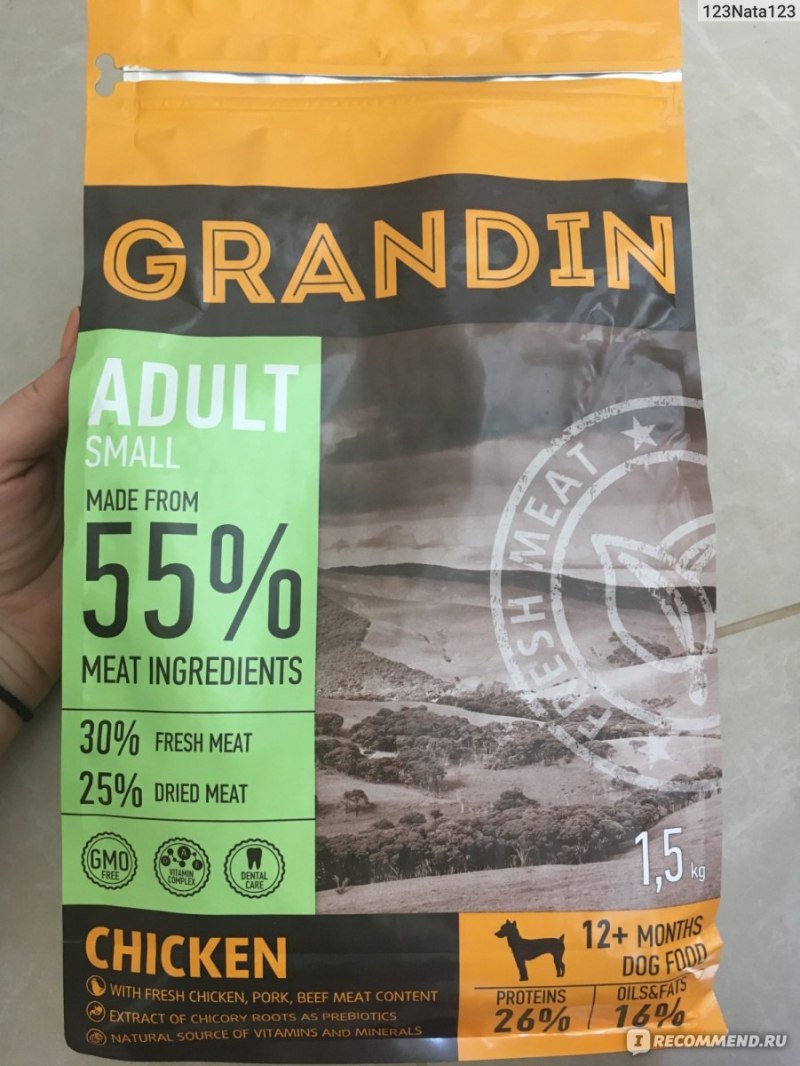 123Nata123
GRANDIN
ADULT
SMALL
MADE FROM
55%
MEAT INGREDIENTS
30% FRESH MEAT
25% DRIED MEAT
GMO
FREE
VITAMIN
COMPLEX
DENTAL
CARE
FRESH MEAT
1,5 kg
CHICKEN
WITH FRESH CHICKEN, PORK, BEEF MEAT CONTENT
EXTRACT OF CHICORY ROOTS AS PREBIOTICS
NATURAL SOURCE OF VITAMINS AND MINERALS
12+ MONTHS
DOG FOOD
PROTEINS
26%
OILS&FATS
16%
I RECOMMEND.RU